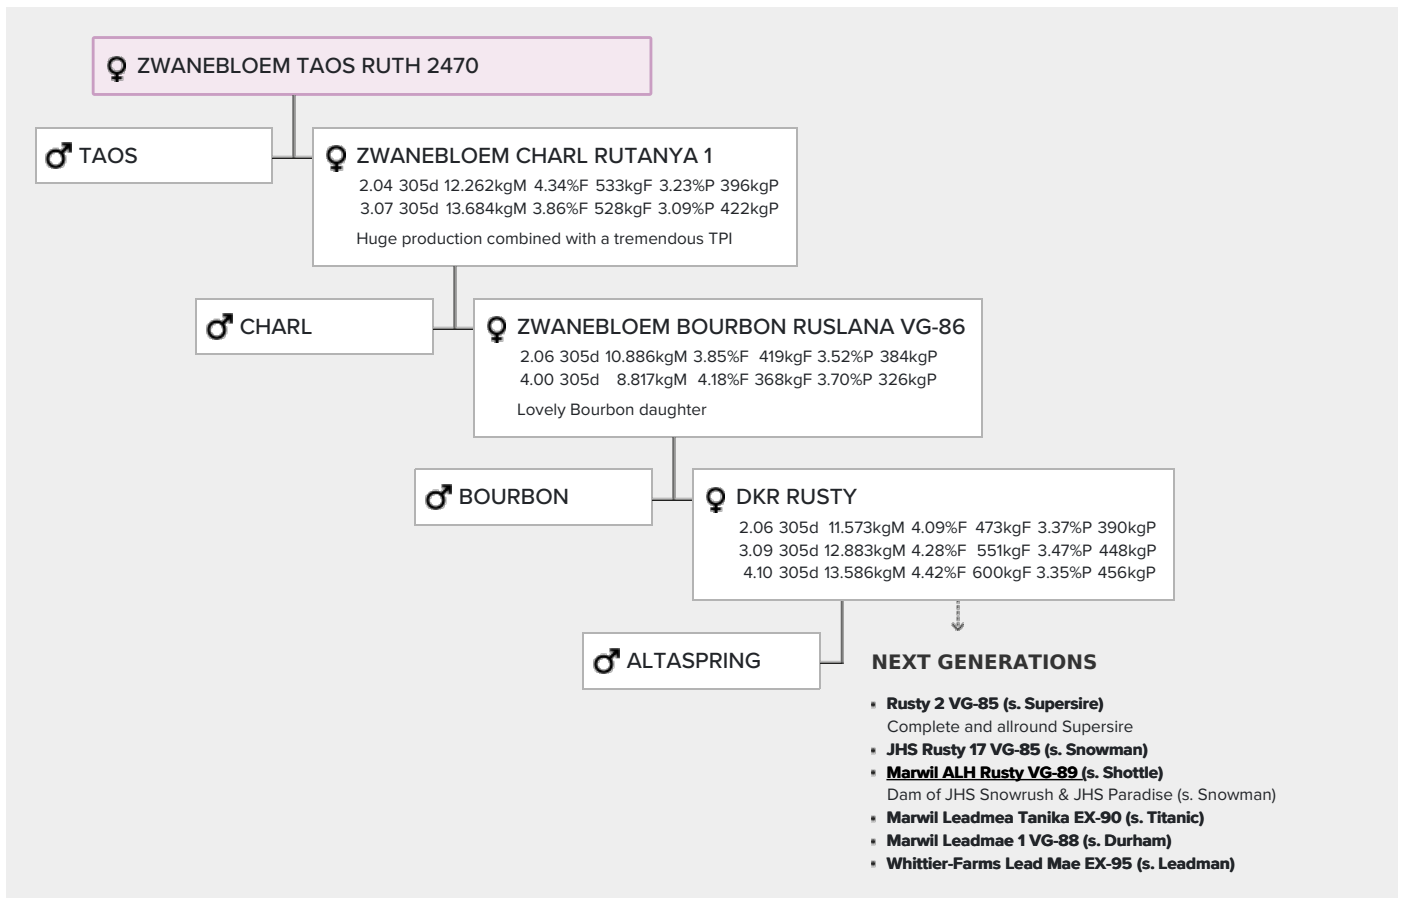 ZWANEBLOEM TAOS RUTH 2470
TAOS
ZWANEBLOEM CHARL RUTANYA 1
2.04 305d 12.262kgM 4.34%F 533kgF 3.23%P 396kgP
3.07 305d 13.684kgM 3.86%F 528kgF 3.09%P 422kgP
Huge production combined with a tremendous TPI
CHARL
ZWANEBLOEM BOURBON RUSLANA VG-86
2.06 305d 10.886kgM 3.85%F 419kgF 3.52%P 384kgP
4.00 305d 8.817kgM 4.18%F 368kgF 3.70%P 326kgP
Lovely Bourbon daughter
BOURBON
DKR RUSTY
2.06 305d 11.573kgM 4.09%F 473kgF 3.37%P 390kgP
3.09 305d 12.883kgM 4.28%F 551kgF 3.47%P 448kgP
4.10 305d 13.586kgM 4.42%F 600kgF 3.35%P 456kgP
ALTASPRING
NEXT GENERATIONS
Rusty 2 VG-85 (s. Supersire)
Complete and allround Supersire
JHS Rusty 17 VG-85 (s. Snowman)
Marwil ALH Rusty VG-89 (s. Shottle)
Dam of JHS Snowrush & JHS Paradise (s. Snowman)
Marwil Leadmea Tanika EX-90 (s. Titanic)
Marwil Leadmae 1 VG-88 (s. Durham)
Whittier-Farms Lead Mae EX-95 (s. Leadman)